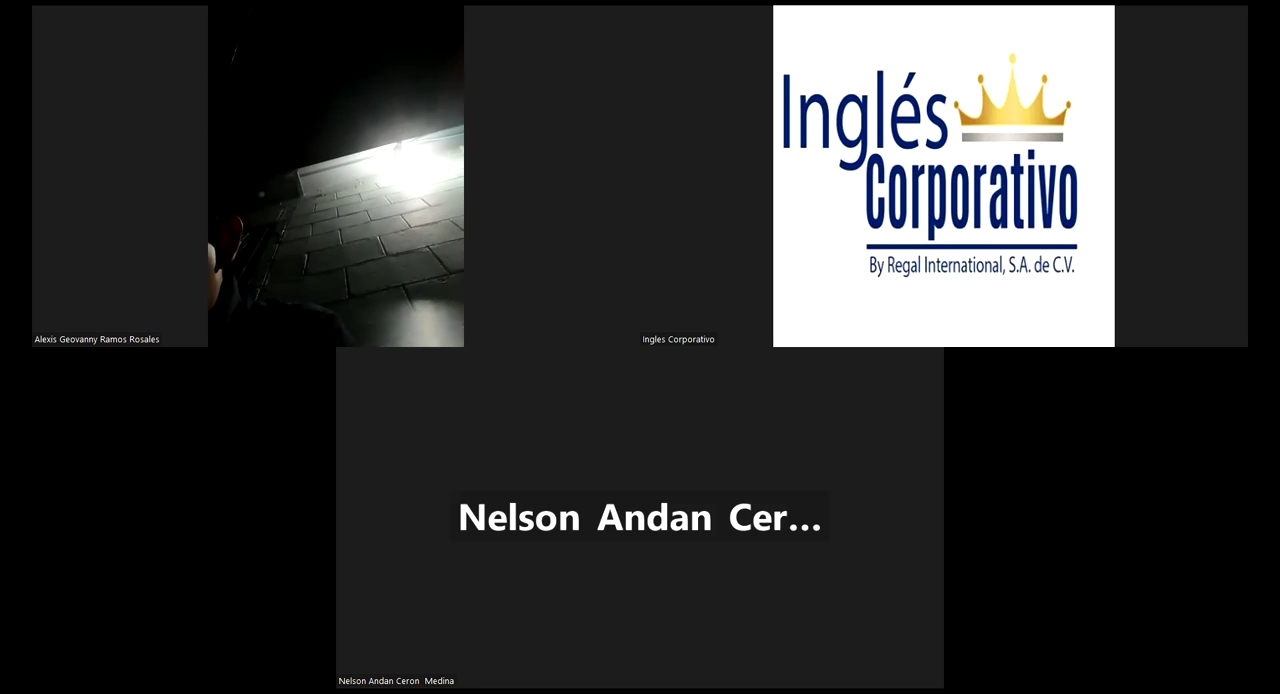 Inglés
Corporativo
By Regal International, S.A. de C.V.
Alexis Geovanny Ramos Rosales
Ingles Corporativo
Nelson Andan Cer...
Nelson Andan Ceron Medina